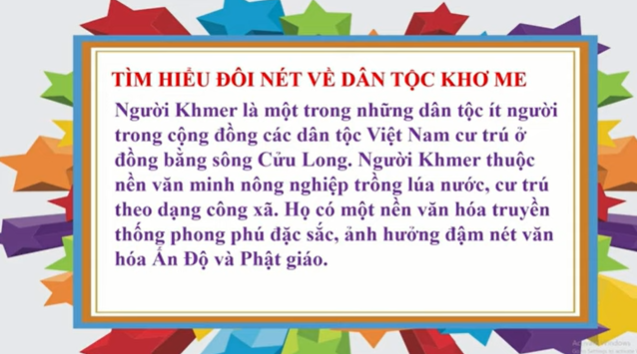 TÌM HIỂU ĐÔI NÉT VỀ DÂN TỘC KHƠ ME
Người Khmer là một trong những dân tộc ít người
trong cộng đồng các dân tộc Việt Nam cư trú ở
đồng bằng sông Cửu Long. Người Khmer thuộc
nền văn minh nông nghiệp trồng lúa nước, cư trú
theo dạng công xã. Họ có một nền văn hóa truyền
thống phong phú đặc sắc, ảnh hưởng đậm nét văn
hóa Ấn Độ và Phật giáo.